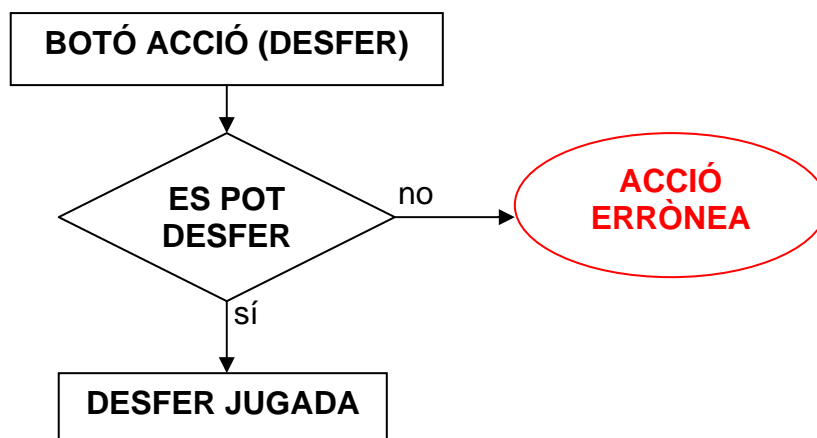 BOTÓ ACCIÓ (DESFER)
ES POT
DESFER
no
ACCIÓ
ERRÒNEA
sí
DESFER JUGADA